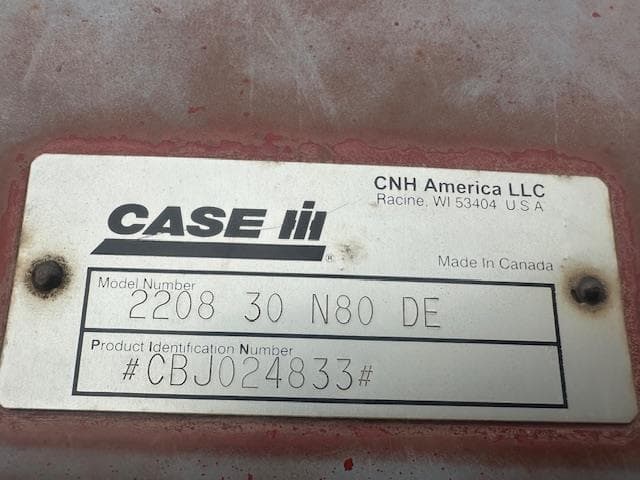 CNH America LLC
Racine, WI 53404 U S A
CASE IH
®
Made In Canada
Model Number
2208 30 N80 DE
Product Identification Number
#CBJ024833#